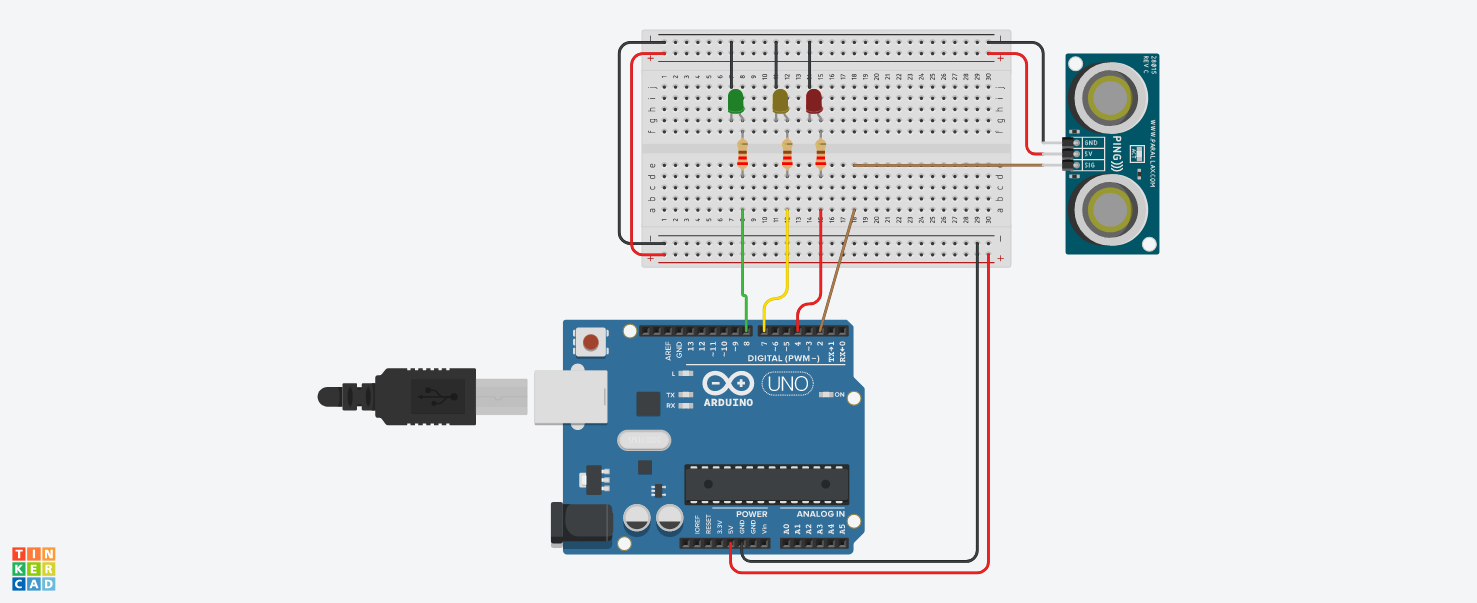 1 2 3 4 5 6 7 8 9 10 11 12 13 14 15 16 17 18 19 20 21 22 23 24 25 26 27 28 29 30
j j
i i
h h
g g
f f
e e
d d
c c
b b
a a
1 2 3 4 5 6 7 8 9 10 11 12 13 14 15 16 17 18 19 20 21 22 23 24 25 26 27 28 29 30
28015
REV C
PING)))
WWW.PARALLAX.COM
GND
5V
SIG
AREF GND 13 12 ~11 ~10 ~9 8 7 ~6 ~5 4 ~3 2 TX→1 RX←0
DIGITAL (PWM~)
L
TX
RX
ARDUINO
UNO
ON
POWER ANALOG IN
IOREF RESET 3.3V 5V GND GND Vin A0 A1 A2 A3 A4 A5
TIN
KER
CAD